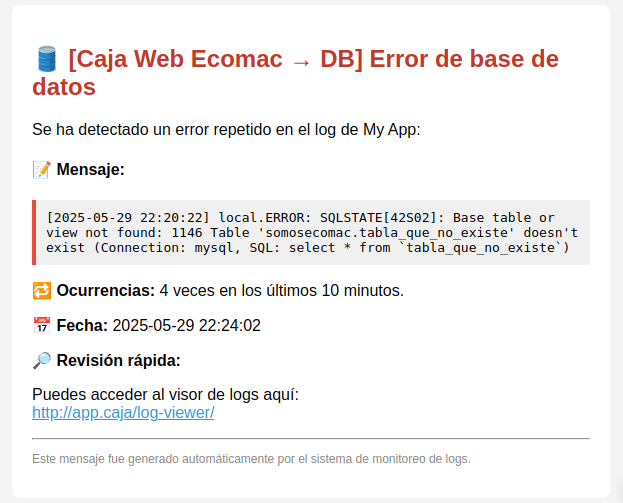 [Caja Web Ecomac → DB] Error de base de
datos
Se ha detectado un error repetido en el log de My App:
Mensaje:
[2025-05-29 22:20:22] local.ERROR: SQLSTATE[42S02]: Base table or
view not found: 1146 Table 'somosecomac.tabla_que_no_existe' doesn't
exist (Connection: mysql, SQL: select * from `tabla_que_no_existe`)
Ocurrencias: 4 veces en los últimos 10 minutos.
Fecha: 2025-05-29 22:24:02
Revisión rápida:
Puedes acceder al visor de logs aquí:
http://app.caja/log-viewer/
Este mensaje fue generado automáticamente por el sistema de monitoreo de logs.